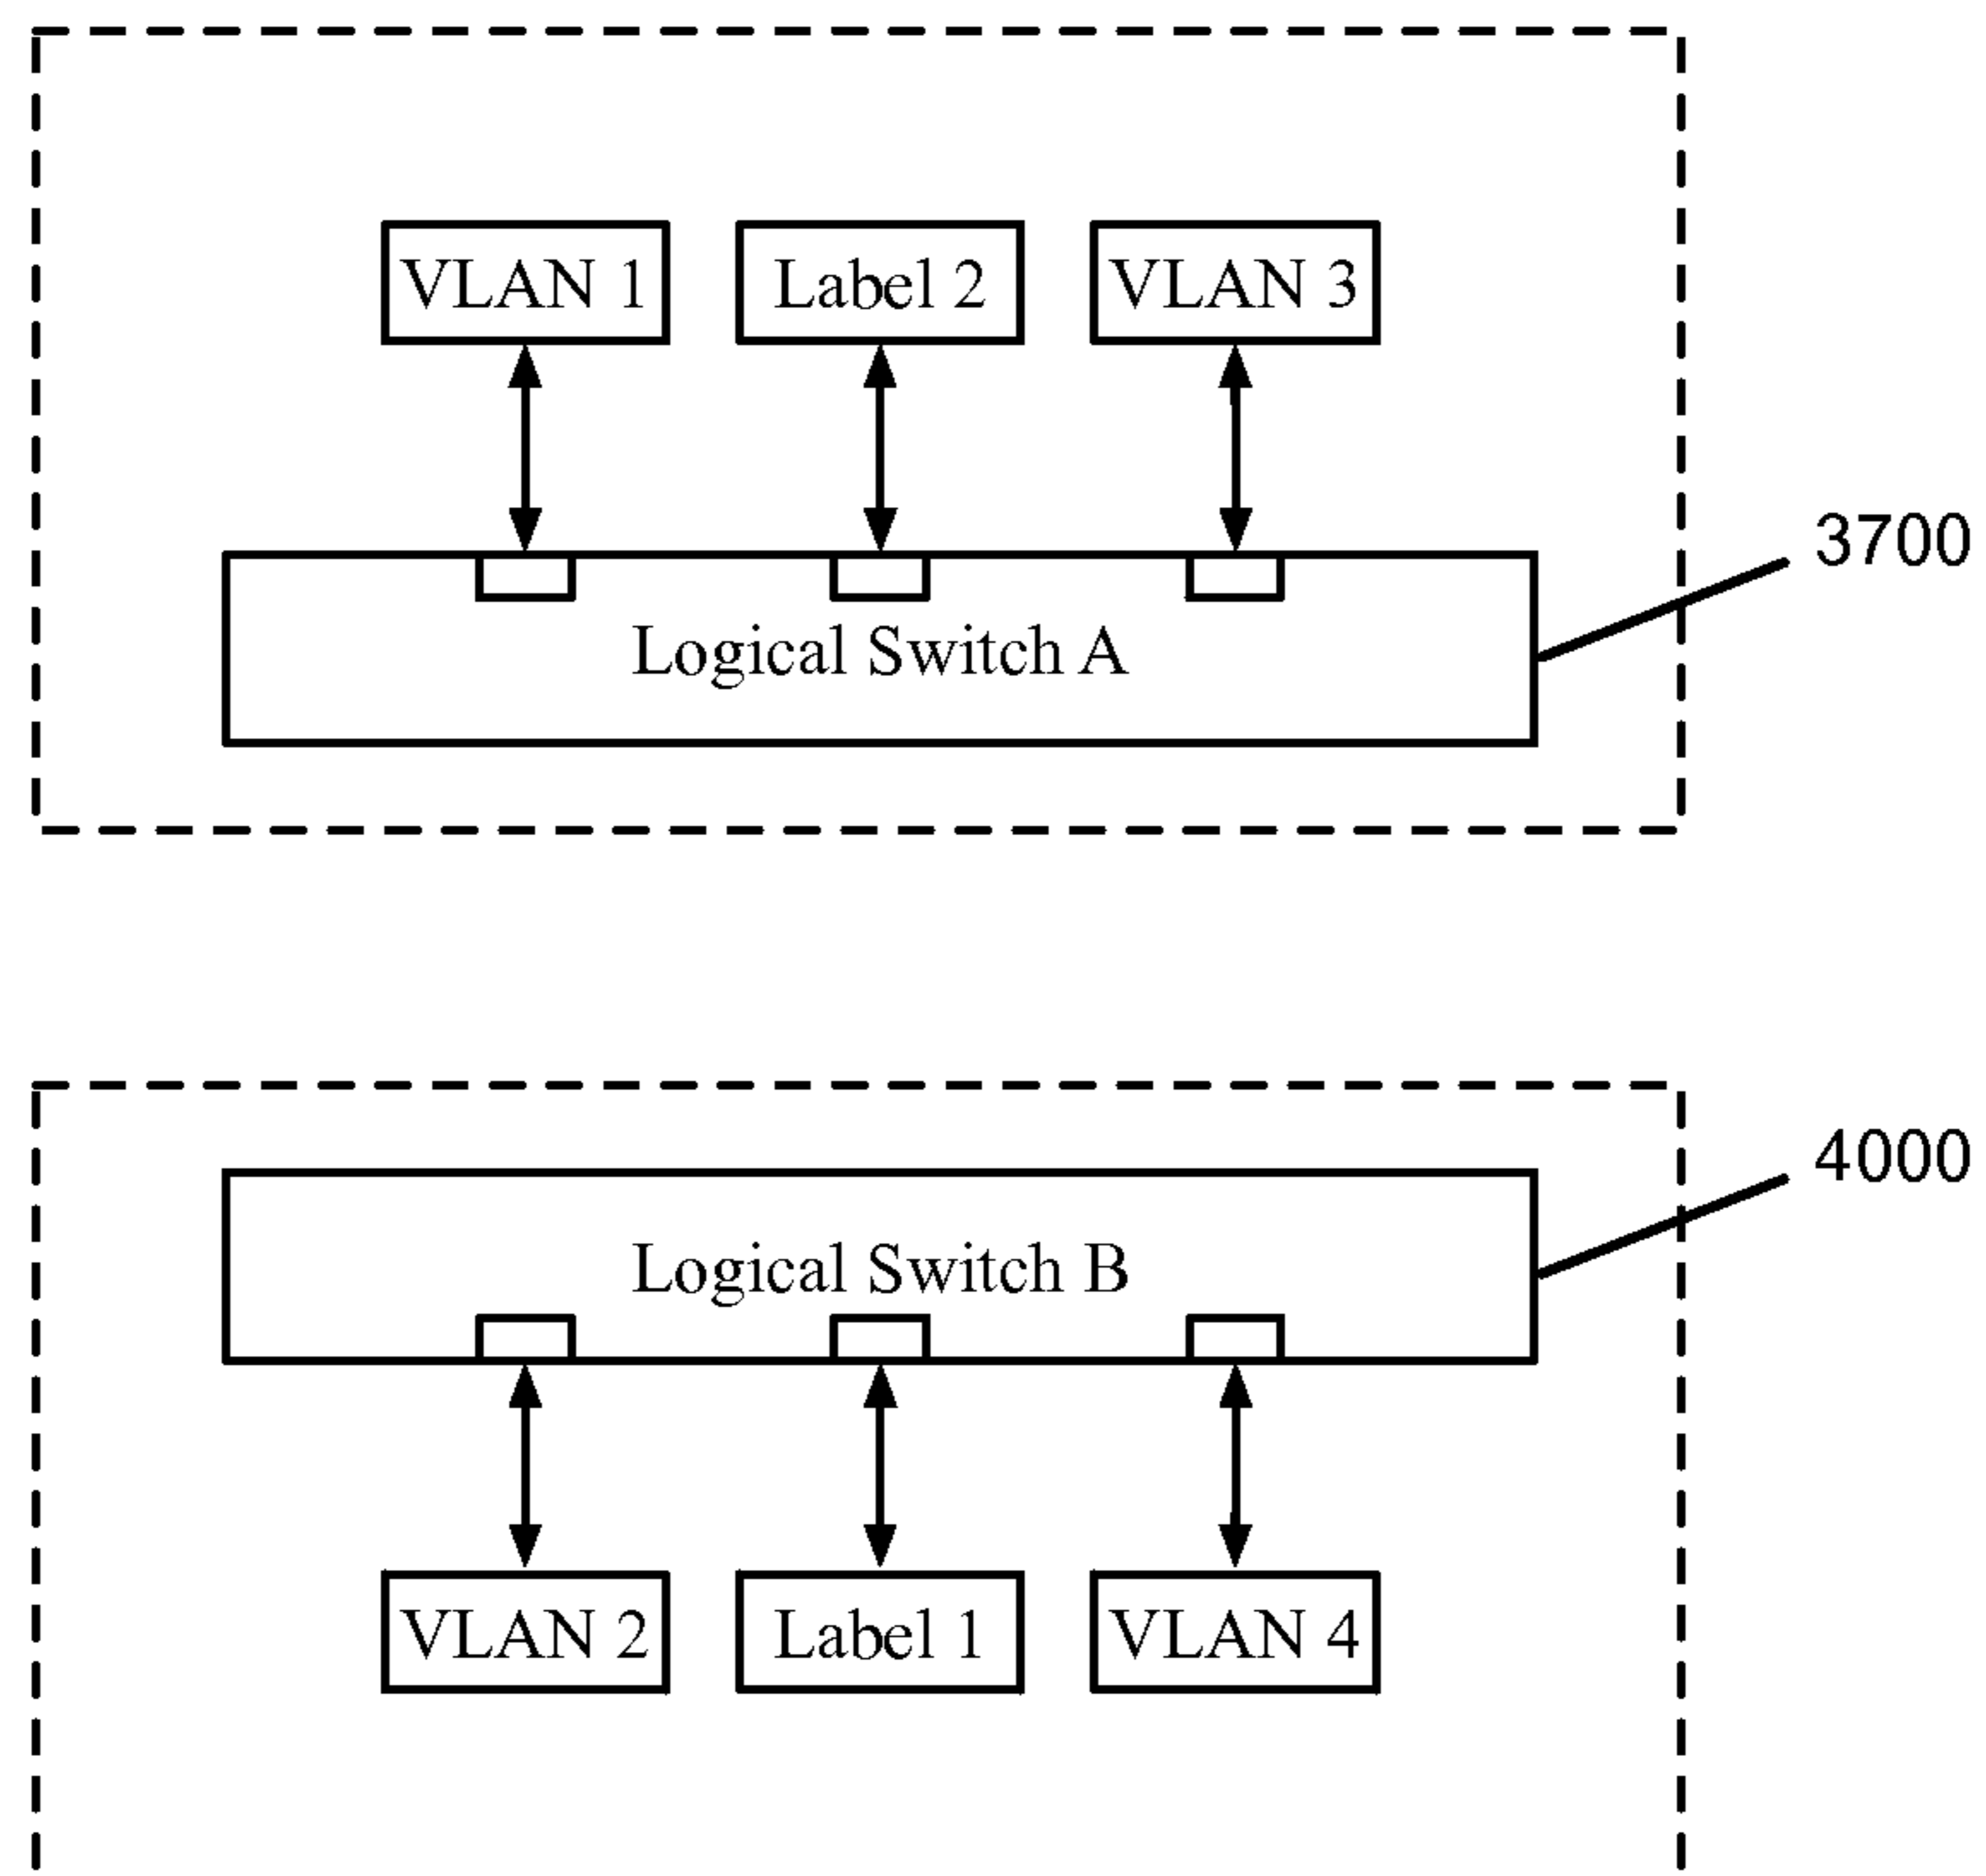 VLAN 1
Label 2
VLAN 3
3700
Logical Switch A
4000
Logical Switch B
VLAN 2
Label 1
VLAN 4